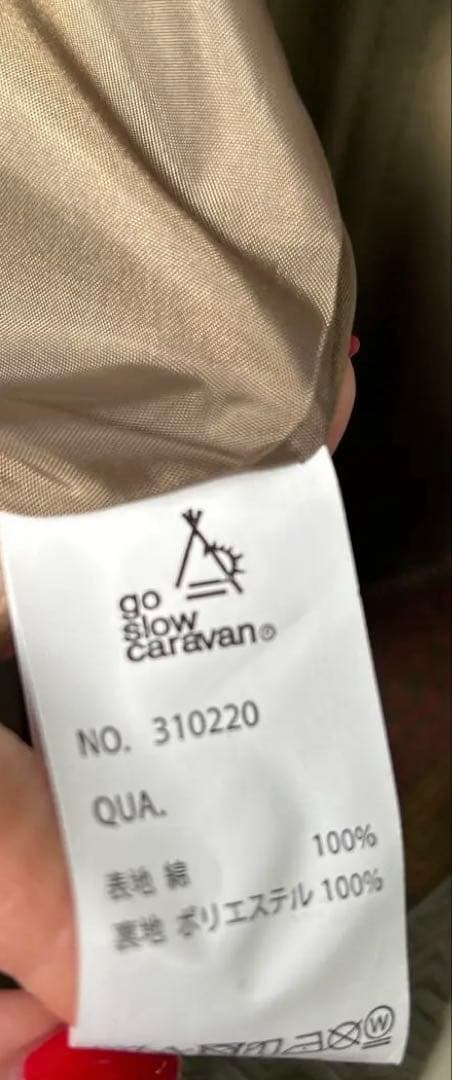 go
slow
caravan®
NO. 310220
QUA.
表地 綿 100%
裏地 ポリエステル 100%
W